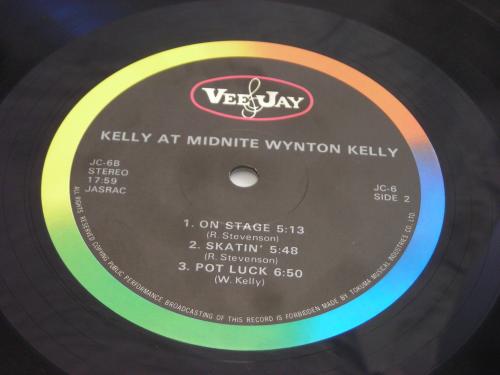 VEE JAY
KELLY AT MIDNITE WYNTON KELLY
JC-6B
STEREO
17:59
JASRAC
JC-6
SIDE 2
1. ON STAGE 5:13
(R. Stevenson)
2. SKATIN' 5:48
(R. Stevenson)
3. POT LUCK 6:50
(W. Kelly)
ALL RIGHTS RESERVED COPYING PUBLIC PERFORMANCE BROADCASTING OF THIS RECORD IS FORBIDDEN MADE BY TOKUMA MUSICAL INDUSTRIES CO. LTD.